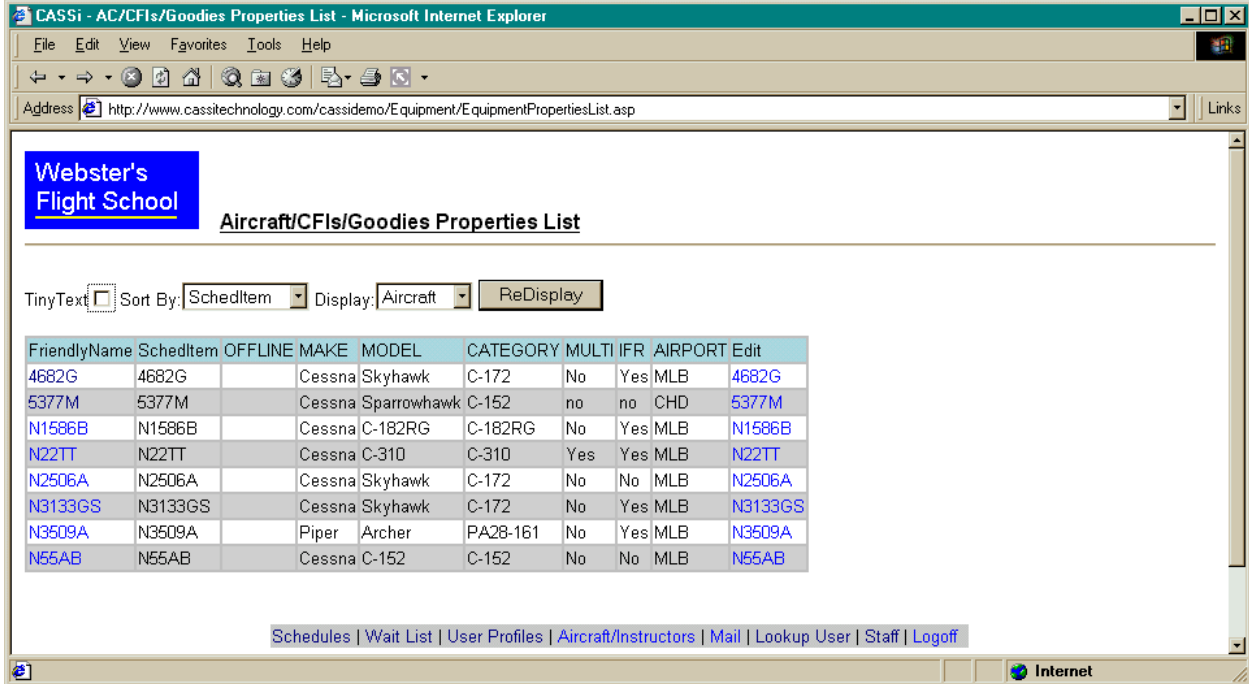 CASSi - AC/CFIs/Goodies Properties List - Microsoft Internet Explorer
File Edit View Favorites Tools Help
Address http://www.cassitechnology.com/cassidemo/Equipment/EquipmentPropertiesList.asp Links
Webster's
Flight School
Aircraft/CFIs/Goodies Properties List
TinyText Sort By: SchedItem Display: Aircraft ReDisplay
FriendlyName SchedItem OFFLINE MAKE MODEL CATEGORY MULTI IFR AIRPORT Edit
4682G 4682G Cessna Skyhawk C-172 No Yes MLB 4682G
5377M 5377M Cessna Sparrowhawk C-152 no no CHD 5377M
N1586B N1586B Cessna C-182RG C-182RG No Yes MLB N1586B
N22TT N22TT Cessna C-310 C-310 Yes Yes MLB N22TT
N2506A N2506A Cessna Skyhawk C-172 No No MLB N2506A
N3133GS N3133GS Cessna Skyhawk C-172 No Yes MLB N3133GS
N3509A N3509A Piper Archer PA28-161 No Yes MLB N3509A
N55AB N55AB Cessna C-152 C-152 No No MLB N55AB
Schedules | Wait List | User Profiles | Aircraft/Instructors | Mail | Lookup User | Staff | Logoff
Internet